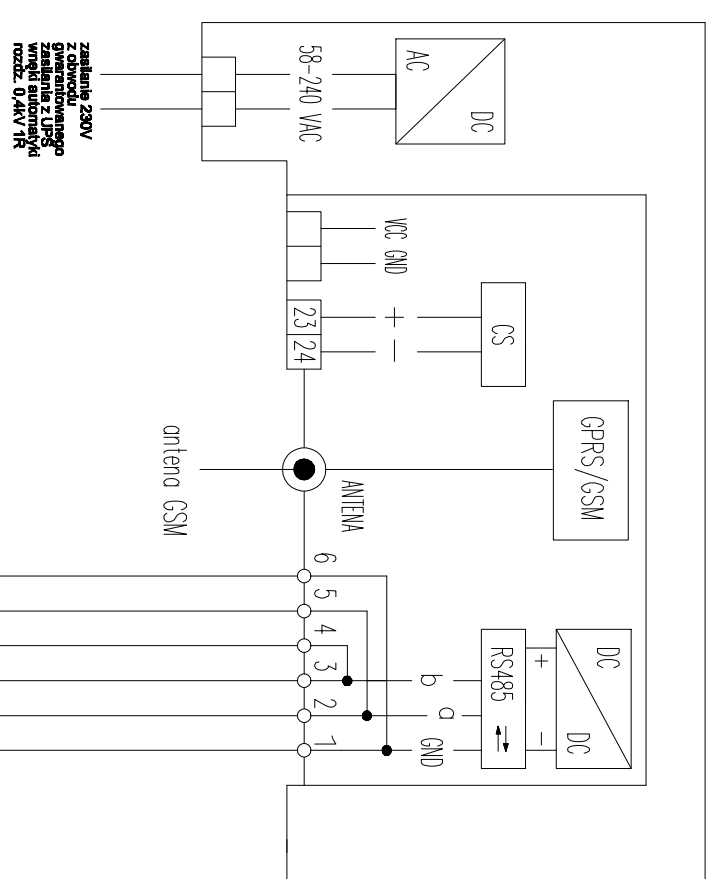 zasilanie 230V
z obwodu
gwarantowanego
zasilania z UPS
wnęki automatyki
rozdz. 0,4kV 1R
58-240 VAC
AC
DC
VCC GND
23 24
+ -
CS
antena GSM
ANTENA
GPRS/GSM
6
5
4
3
2
1
b
a
GND
RS485
+ -
DC
DC